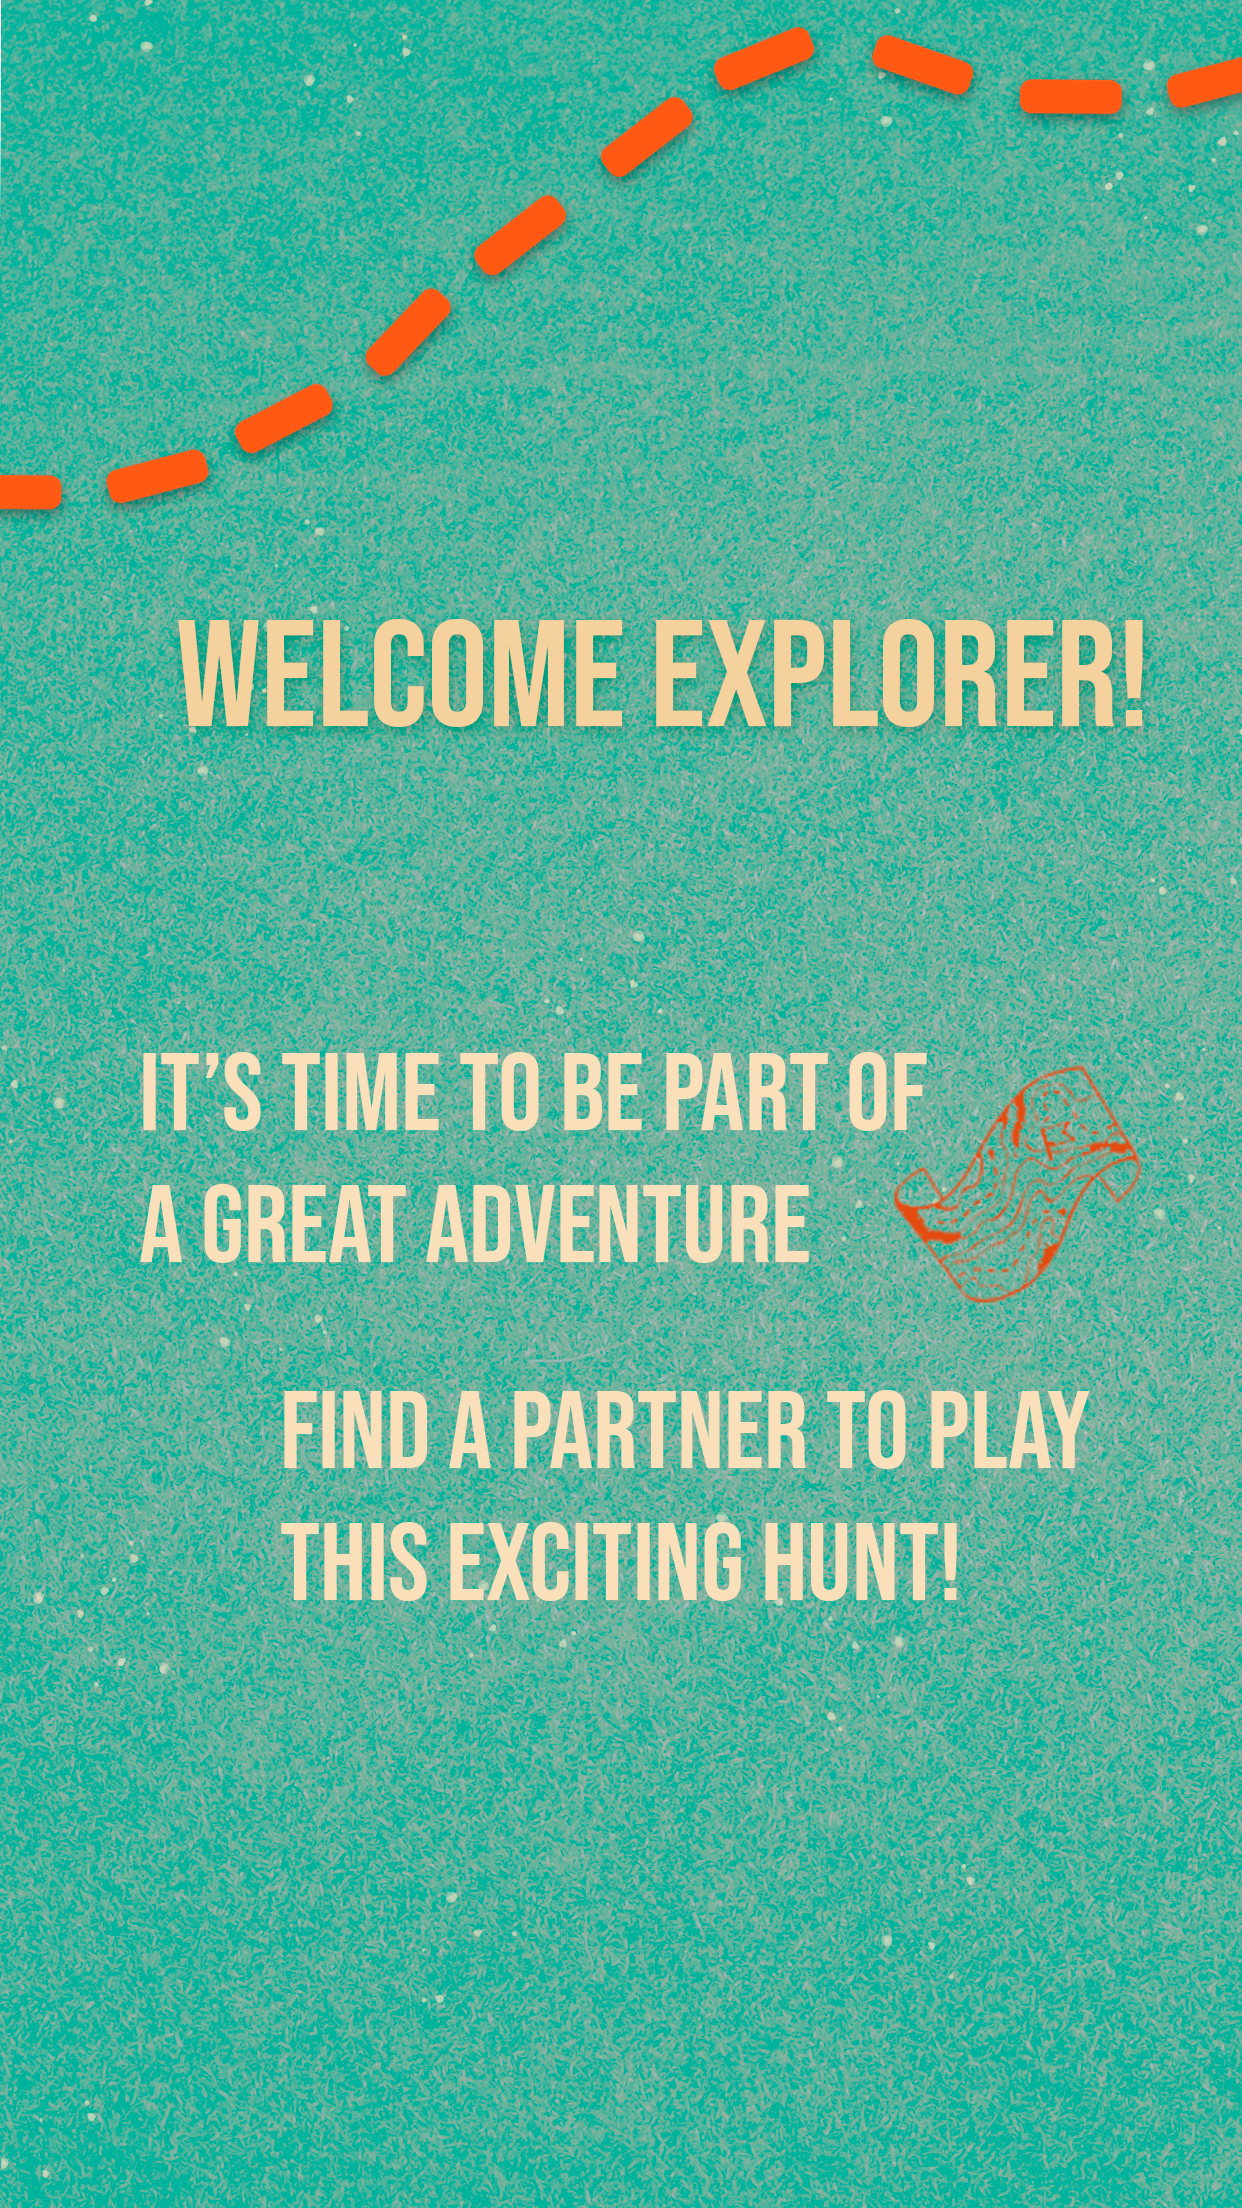 WELCOME EXPLORER!
IT’S TIME TO BE PART OF
A GREAT ADVENTURE
FIND A PARTNER TO PLAY
THIS EXCITING HUNT!